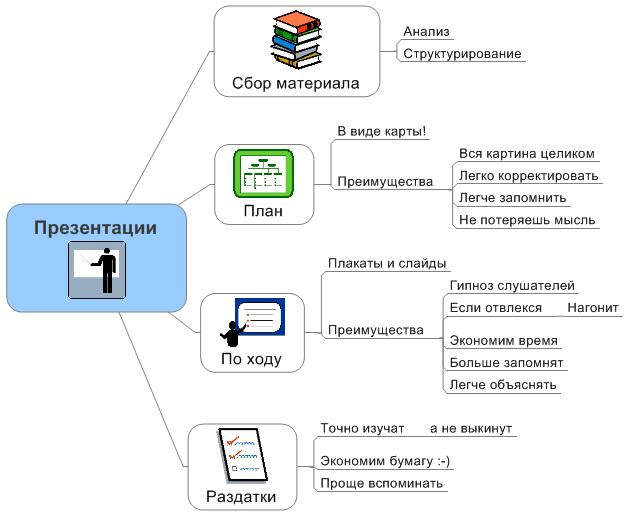 Презентации
Сбор материала
Анализ
Структурирование
План
В виде карты!
Преимущества
Вся картина целиком
Легко корректировать
Легче запомнить
Не потеряешь мысль
По ходу
Плакаты и слайды
Преимущества
Гипноз слушателей
Если отвлекся Нагонит
Экономим время
Больше запомнят
Легче объяснять
Раздатки
Точно изучат а не выкинут
Экономим бумагу :-)
Проще вспоминать